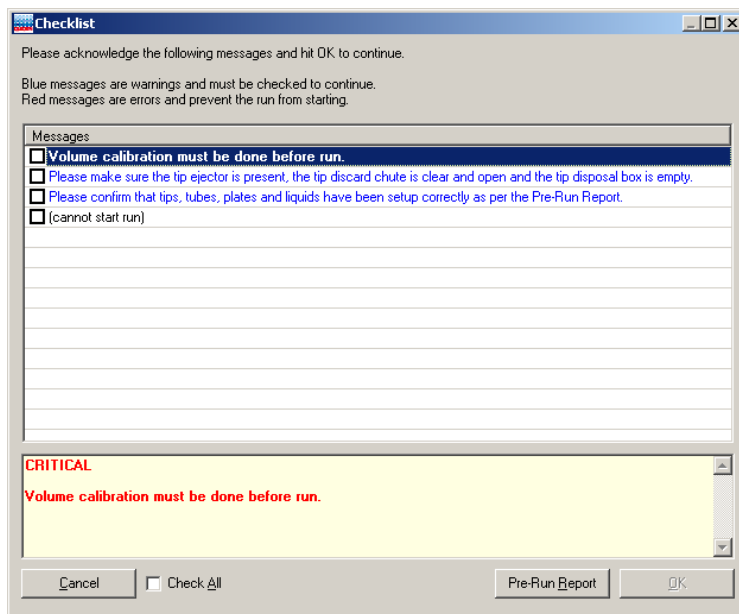 Checklist
Please acknowledge the following messages and hit OK to continue.
Blue messages are warnings and must be checked to continue.
Red messages are errors and prevent the run from starting.
Messages
Volume calibration must be done before run.
Please make sure the tip ejector is present, the tip discard chute is clear and open and the tip disposal box is empty.
Please confirm that tips, tubes, plates and liquids have been setup correctly as per the Pre-Run Report.
(cannot start run)
CRITICAL
Volume calibration must be done before run.
Cancel Check All Pre-Run Report OK